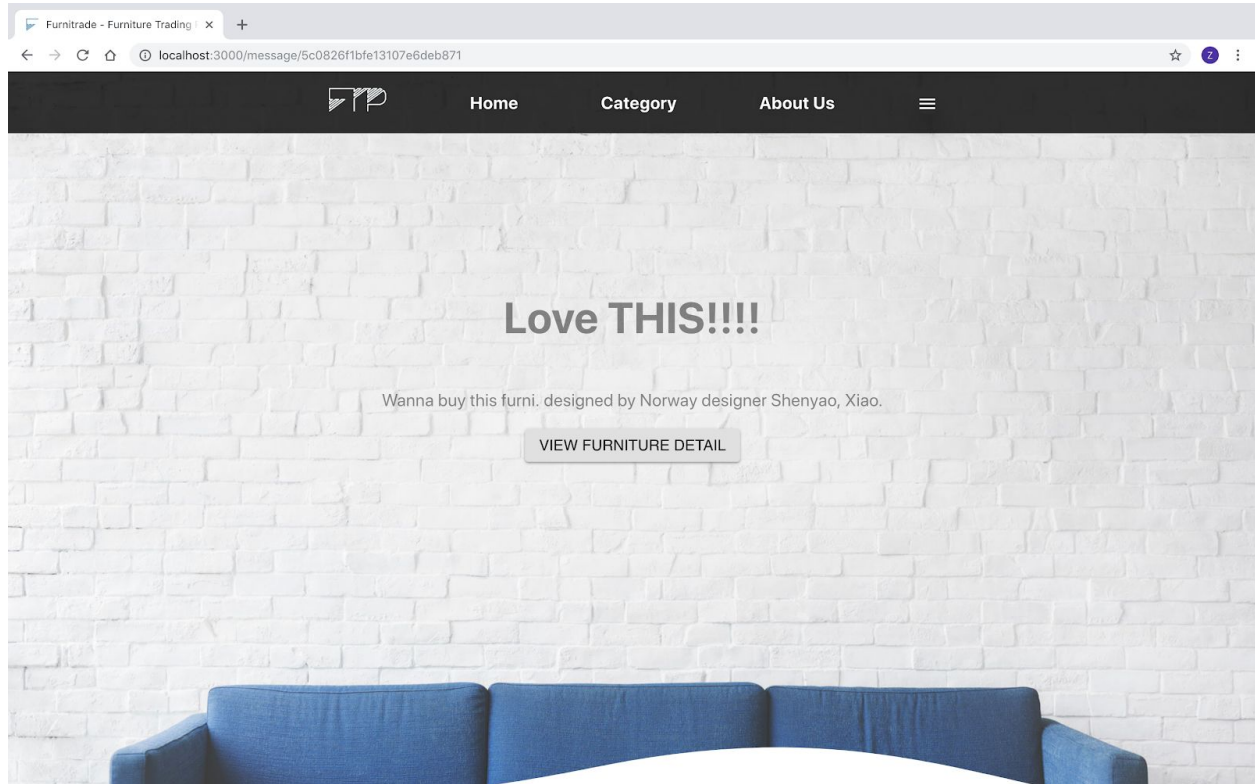 Furnitrade - Furniture Trading
localhost:3000/message/5c0826f1bfe13107e6deb871
Z
FTP
Home
Category
About Us
Love THIS!!!!
Wanna buy this furni. designed by Norway designer Shenyao, Xiao.
VIEW FURNITURE DETAIL